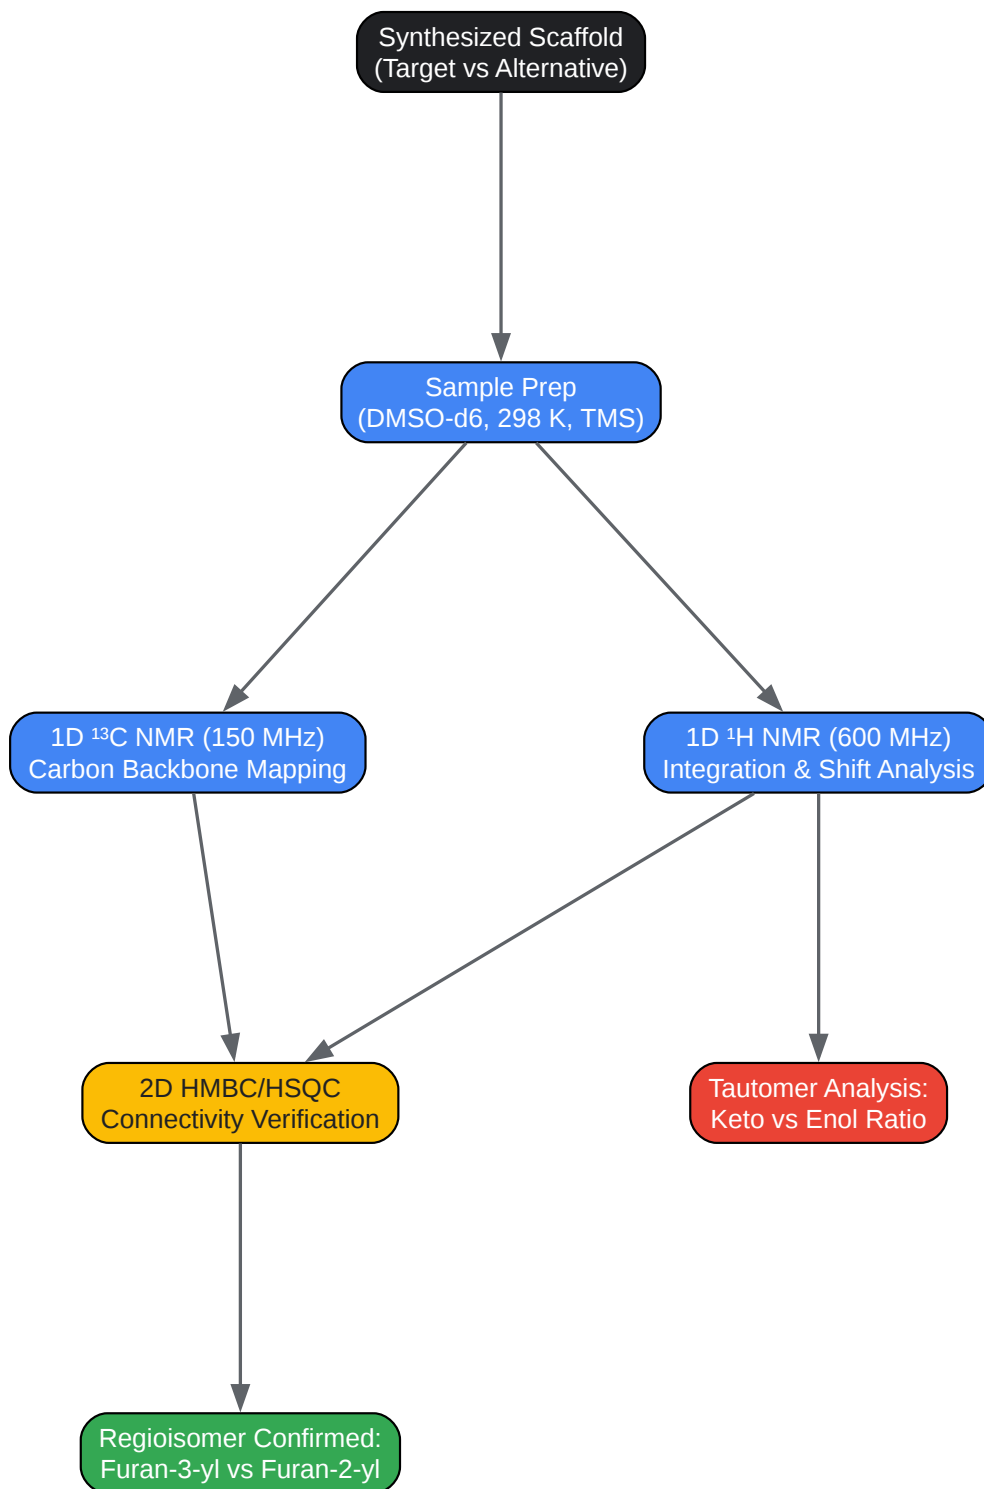 Synthesized Scaffold
(Target vs Alternative)
Sample Prep
(DMSO-d6, 298 K, TMS)
1D ¹³C NMR (150 MHz)
Carbon Backbone Mapping
1D ¹H NMR (600 MHz)
Integration & Shift Analysis
2D HMBC/HSQC
Connectivity Verification
Tautomer Analysis:
Keto vs Enol Ratio
Regioisomer Confirmed:
Furan-3-yl vs Furan-2-yl